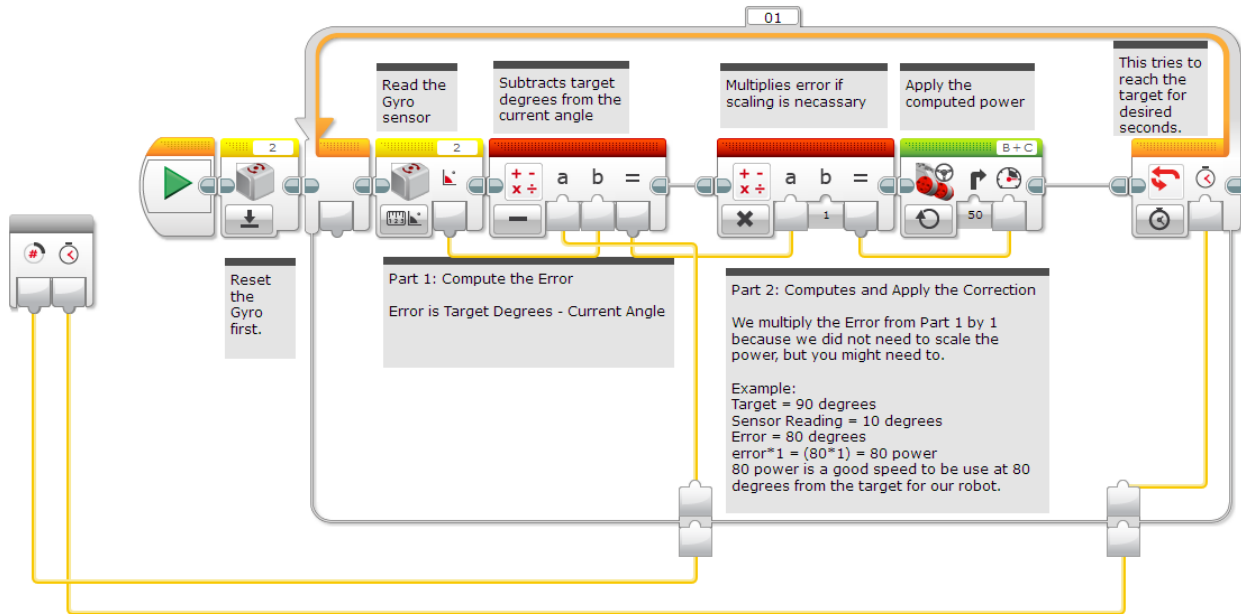 01
Read the
Gyro
sensor
Subtracts target
degrees from the
current angle
Multiplies error if
scaling is necassary
Apply the
computed power
This tries to
reach the
target for
desired
seconds.
2
2
B + C
+ -
x ÷
a b =
+ -
x ÷
a b =
1
50
#
123
Reset
the
Gyro
first.
Part 1: Compute the Error
Error is Target Degrees - Current Angle
Part 2: Computes and Apply the Correction
We multiply the Error from Part 1 by 1
because we did not need to scale the
power, but you might need to.
Example:
Target = 90 degrees
Sensor Reading = 10 degrees
Error = 80 degrees
error*1 = (80*1) = 80 power
80 power is a good speed to be use at 80
degrees from the target for our robot.